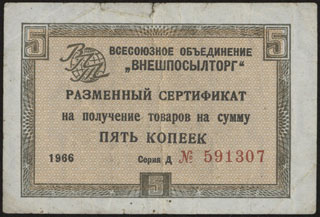 5 5
ВПТ
ВСЕСОЮЗНОЕ ОБЪЕДИНЕНИЕ
„ВНЕШПОСЫЛТОРГ"
РАЗМЕННЫЙ СЕРТИФИКАТ
на получение товаров на сумму
ПЯТЬ КОПЕЕК
1966 Серия Д № 591307
5